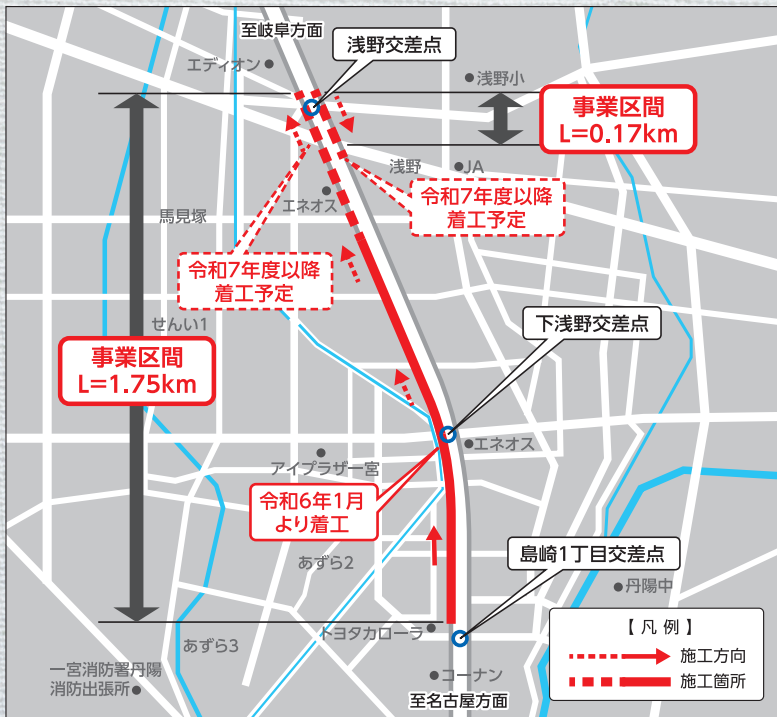 至岐阜方面
浅野交差点
エディオン
浅野小
事業区間
L=0.17km
浅野
JA
エネオス
令和7年度以降
着工予定
馬見塚
令和7年度以降
着工予定
せんい1
下浅野交差点
事業区間
L=1.75km
エネオス
アイプラザ一宮
令和6年1月
より着工
島崎1丁目交差点
あずら2
丹陽中
トヨタカローラ
あずら3
【凡例】
施工方向
施工箇所
一宮消防署丹陽
消防出張所
コーナン
至名古屋方面